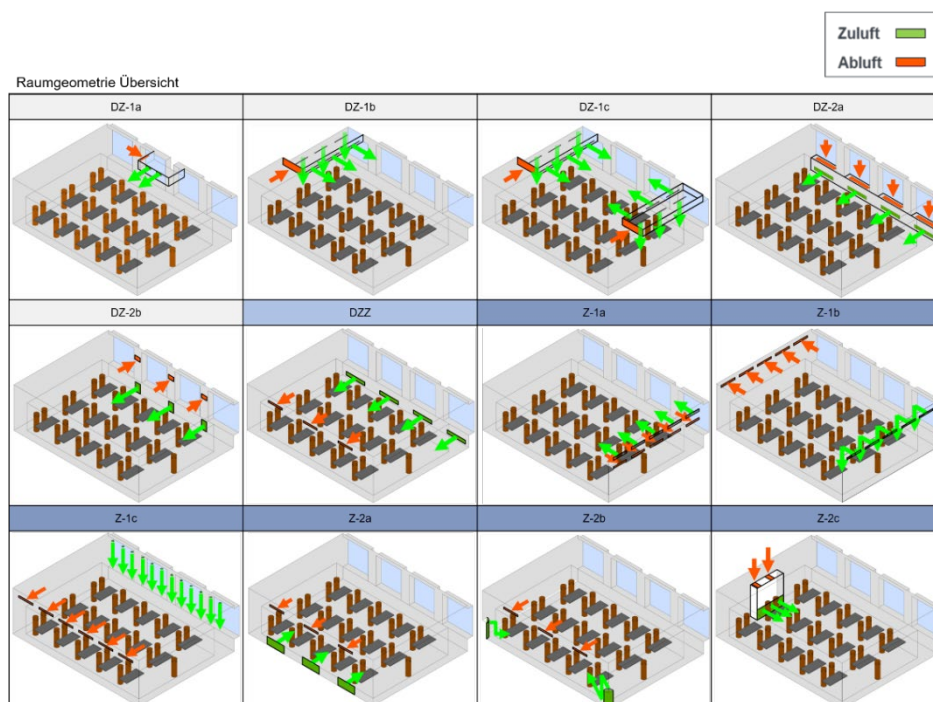 Zuluft
Abluft
Raumgeometrie Übersicht
DZ-1a
DZ-1b
DZ-1c
DZ-2a
DZ-2b
DZZ
Z-1a
Z-1b
Z-1c
Z-2a
Z-2b
Z-2c